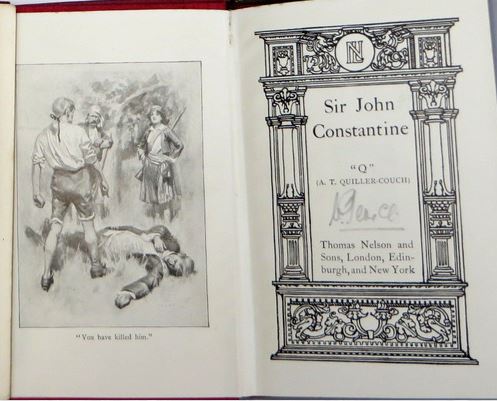 "You have killed him."
N
Sir John
Constantine
"Q"
(A. T. QUILLER-COUCH)
Thomas Nelson and
Sons, London, Edin-
burgh, and New York